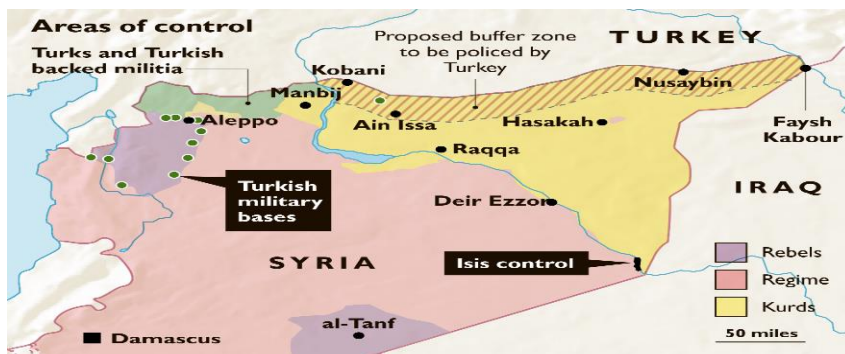 Areas of control
Turks and Turkish
backed militia
Proposed buffer zone
to be policed by
Turkey
TURKEY
Kobani
Manbij
Nusaybin
Aleppo
Ain Issa
Hasakah
Faysh
Kabour
Raqqa
Turkish
military
bases
Deir Ezzor
IRAQ
SYRIA
Isis control
Rebels
Regime
Kurds
al-Tanf
Damascus
50 miles